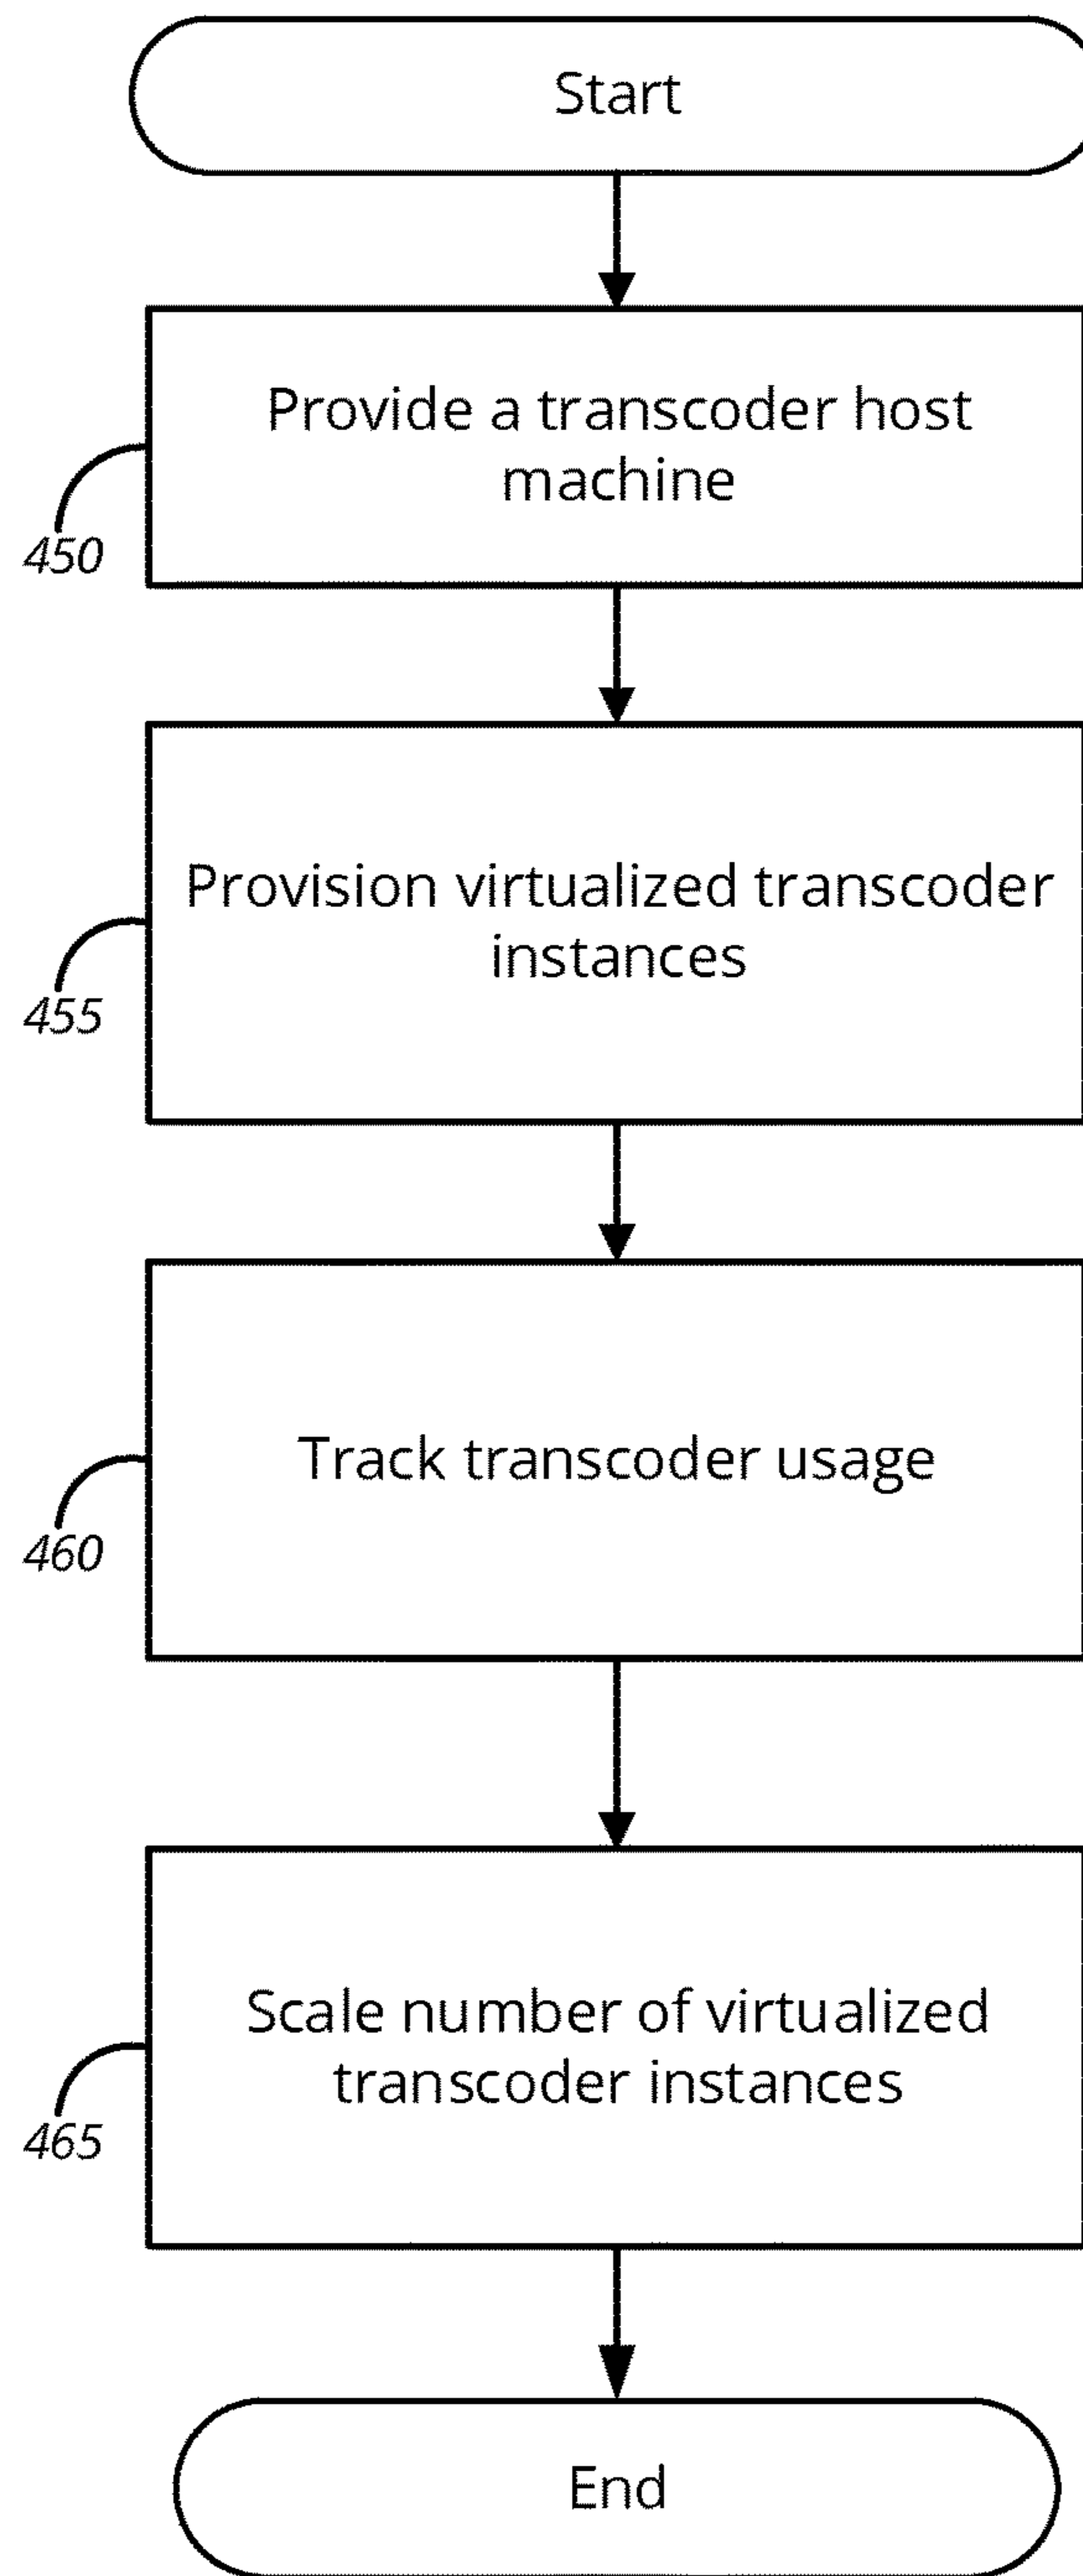 Start
Provide a transcoder host
machine
450
Provision virtualized transcoder
instances
455
Track transcoder usage
460
Scale number of virtualized
transcoder instances
465
End